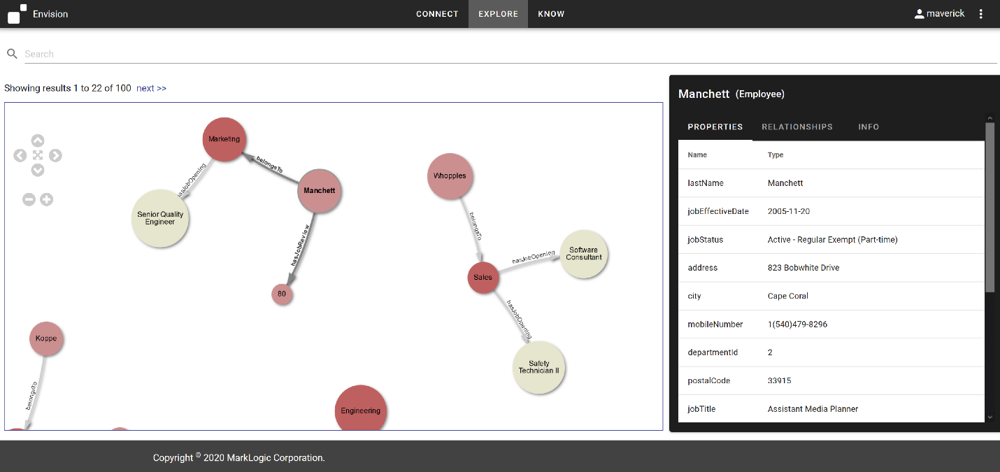 Envision
CONNECT
EXPLORE
KNOW
maverick
Search
Showing results 1 to 22 of 100 next >>
Marketing
belongsTo
hasJobOpening
Manchett
Senior Quality
Engineer
hasJobReview
80
Whopples
belongsTo
Software
Consultant
hasJobOpening
Sales
hasJobOpening
Safety
Technician II
Koppe
belongsTo
Engineering
Manchett (Employee)
PROPERTIES
RELATIONSHIPS
INFO
Name Type
lastName Manchett
jobEffectiveDate 2005-11-20
jobStatus Active - Regular Exempt (Part-time)
address 823 Bobwhite Drive
city Cape Coral
mobileNumber 1(540)479-8296
departmentId 2
postalCode 33915
jobTitle Assistant Media Planner
Copyright © 2020 MarkLogic Corporation.